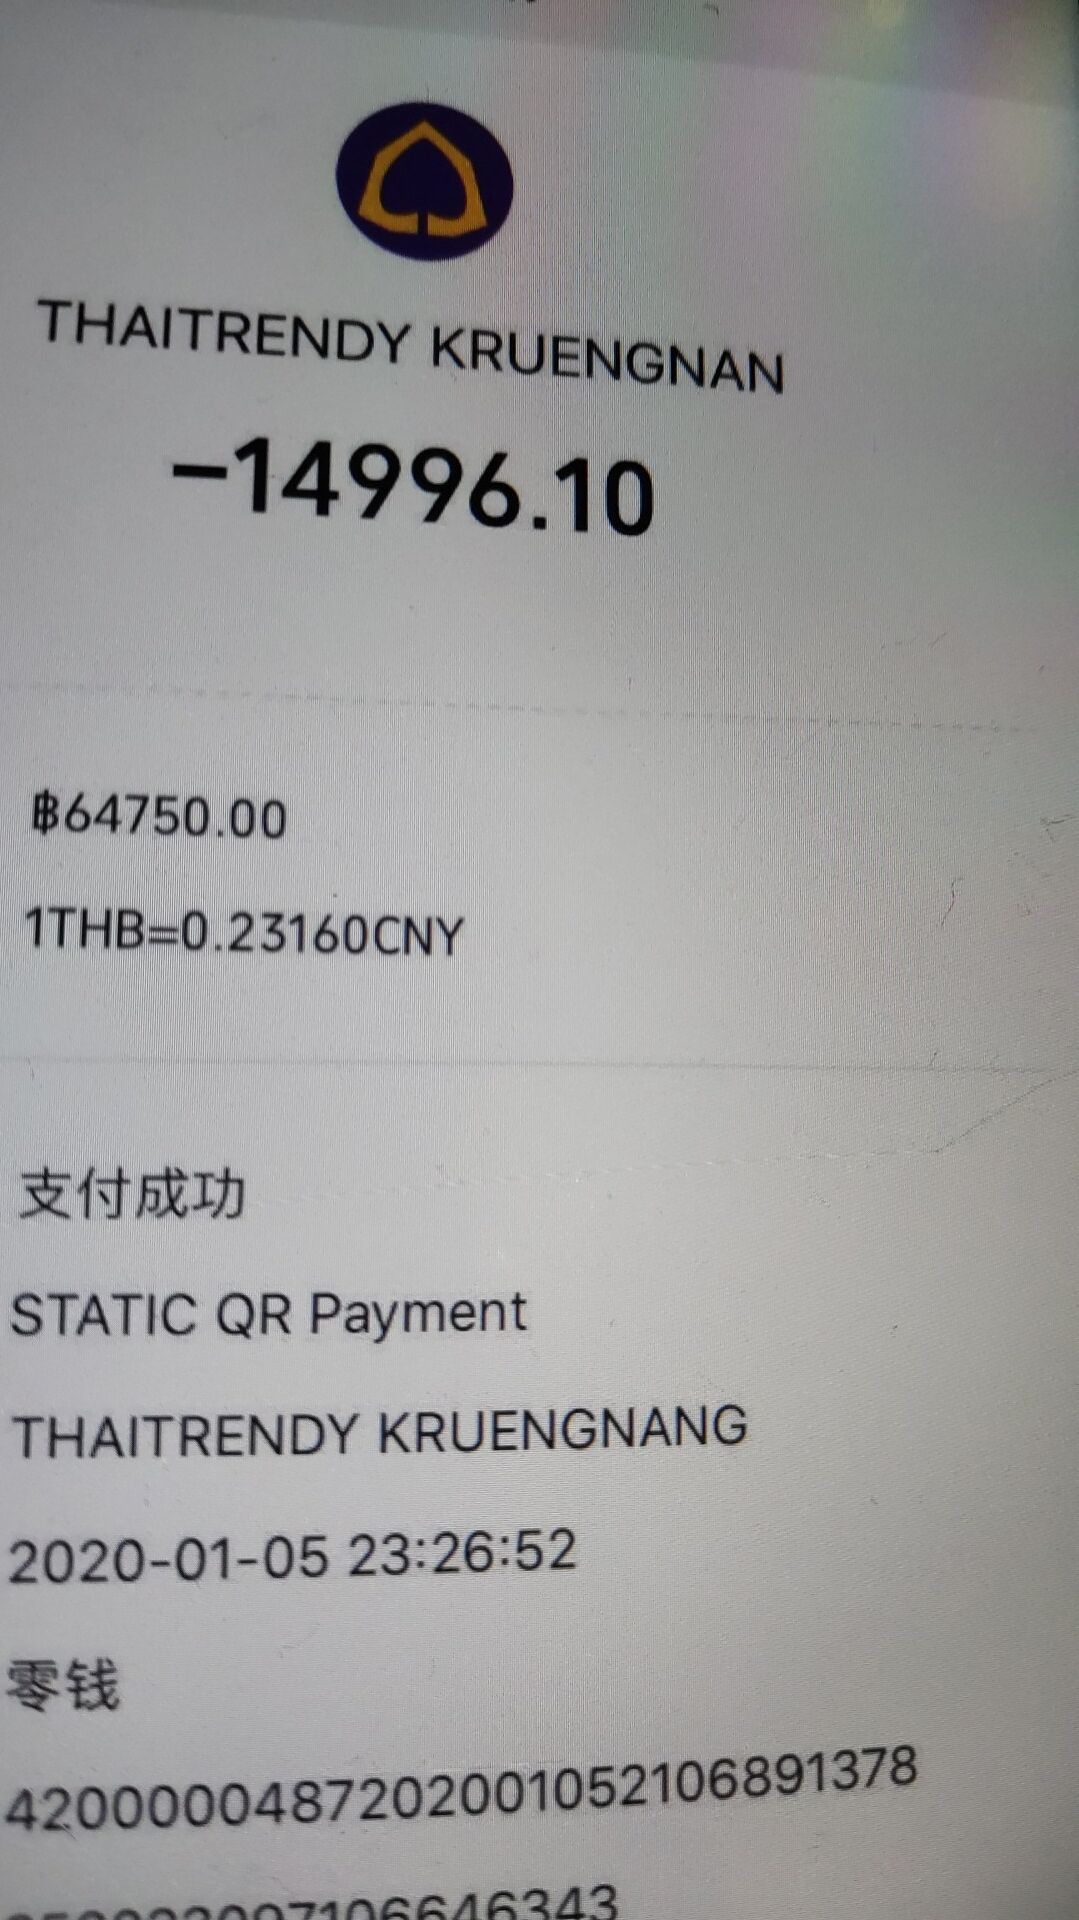 THAITRENDY KRUENGNAN
-14996.10
฿64750.00
1THB=0.23160CNY
支付成功
STATIC QR Payment
THAITRENDY KRUENGNANG
2020-01-05 23:26:52
零钱
4200000487202001052106891378